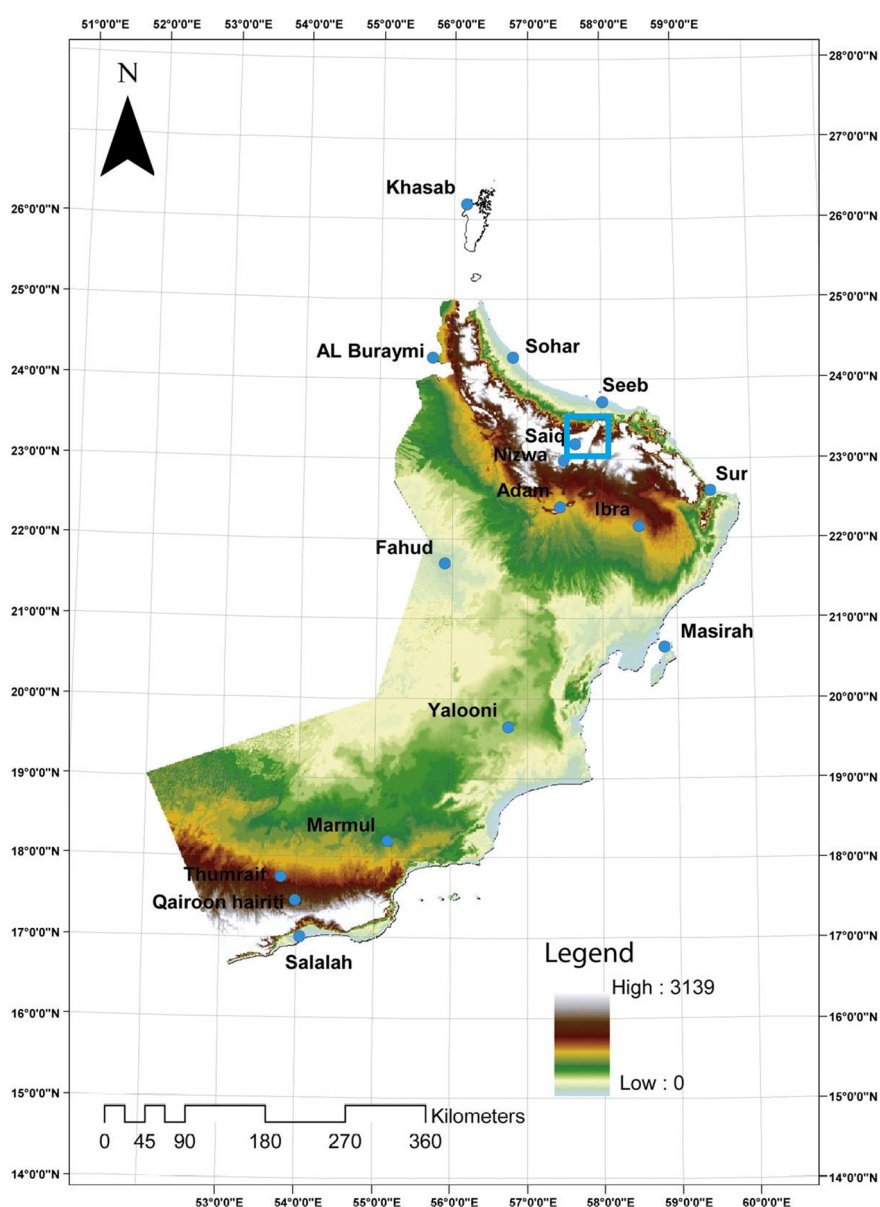 51°0'0"E 52°0'0"E 53°0'0"E 54°0'0"E 55°0'0"E 56°0'0"E 57°0'0"E 58°0'0"E 59°0'0"E
28°0'0"N
N
27°0'0"N
Khasab
26°0'0"N 26°0'0"N
25°0'0"N 25°0'0"N
AL Buraymi Sohar
24°0'0"N 24°0'0"N
Seeb
Saiq
23°0'0"N Nizwa 23°0'0"N
Sur
Adam
Ibra
22°0'0"N 22°0'0"N
Fahud
21°0'0"N 21°0'0"N
Masirah
20°0'0"N 20°0'0"N
Yalooni
19°0'0"N 19°0'0"N
Marmul
18°0'0"N 18°0'0"N
Thumrait
Qairoon hairiti
17°0'0"N 17°0'0"N
Salalah
Legend
High : 3139
16°0'0"N 16°0'0"N
Low : 0
15°0'0"N 15°0'0"N
Kilometers
0 45 90 180 270 360
14°0'0"N 14°0'0"N
53°0'0"E 54°0'0"E 55°0'0"E 56°0'0"E 57°0'0"E 58°0'0"E 59°0'0"E 60°0'0"E